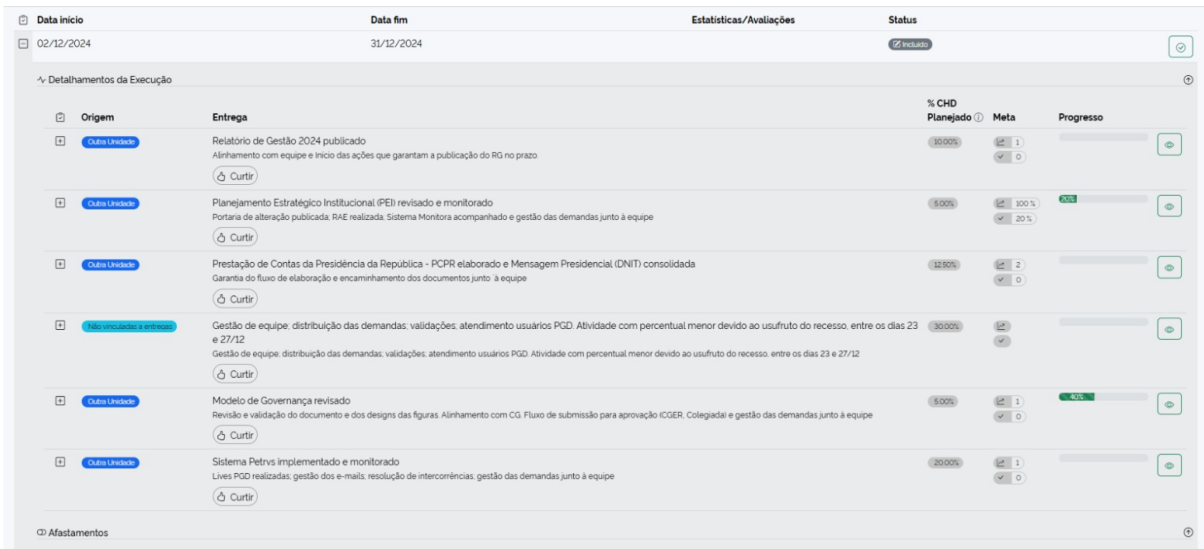 Data início Data fim Estatísticas/Avaliações Status
02/12/2024 31/12/2024 Incluído
Detalhamentos da Execução
% CHD
Origem Entrega Planejado Meta Progresso
Outra Unidade Relatório de Gestão 2024 publicado 10.00% 1
Alinhamento com equipe e Início das ações que garantam a publicação do RG no prazo 0
Curtir
Outra Unidade Planejamento Estratégico Institucional (PEI) revisado e monitorado 5.00% 100 % 20%
Portaria de alteração publicada; RAE realizada; Sistema Monitora acompanhado e gestão das demandas junto à equipe 20 %
Curtir
Outra Unidade Prestação de Contas da Presidência da República - PCPR elaborado e Mensagem Presidencial (DNIT) consolidada 12.50% 2
Garantia do fluxo de elaboração e encaminhamento dos documentos junto ̀a equipe 0
Curtir
Não vinculadas a entregas Gestão de equipe; distribuição das demandas; validações; atendimento usuários PGD. Atividade com percentual menor devido ao usufruto do recesso, entre os dias 23 30.00%
e 27/12
Gestão de equipe; distribuição das demandas; validações; atendimento usuários PGD. Atividade com percentual menor devido ao usufruto do recesso, entre os dias 23 e 27/12
Curtir
Outra Unidade Modelo de Governança revisado 5.00% 1 40%
Revisão e validação do documento e dos designs das figuras. Alinhamento com CG. Fluxo de submissão para aprovação (CGER, Colegiada) e gestão das demandas junto à equipe 0
Curtir
Outra Unidade Sistema Petrvs implementado e monitorado 20.00% 1
Lives PGD realizadas; gestão dos e-mails; resolução de intercorrências; gestão das demandas junto à equipe 0
Curtir
Afastamentos